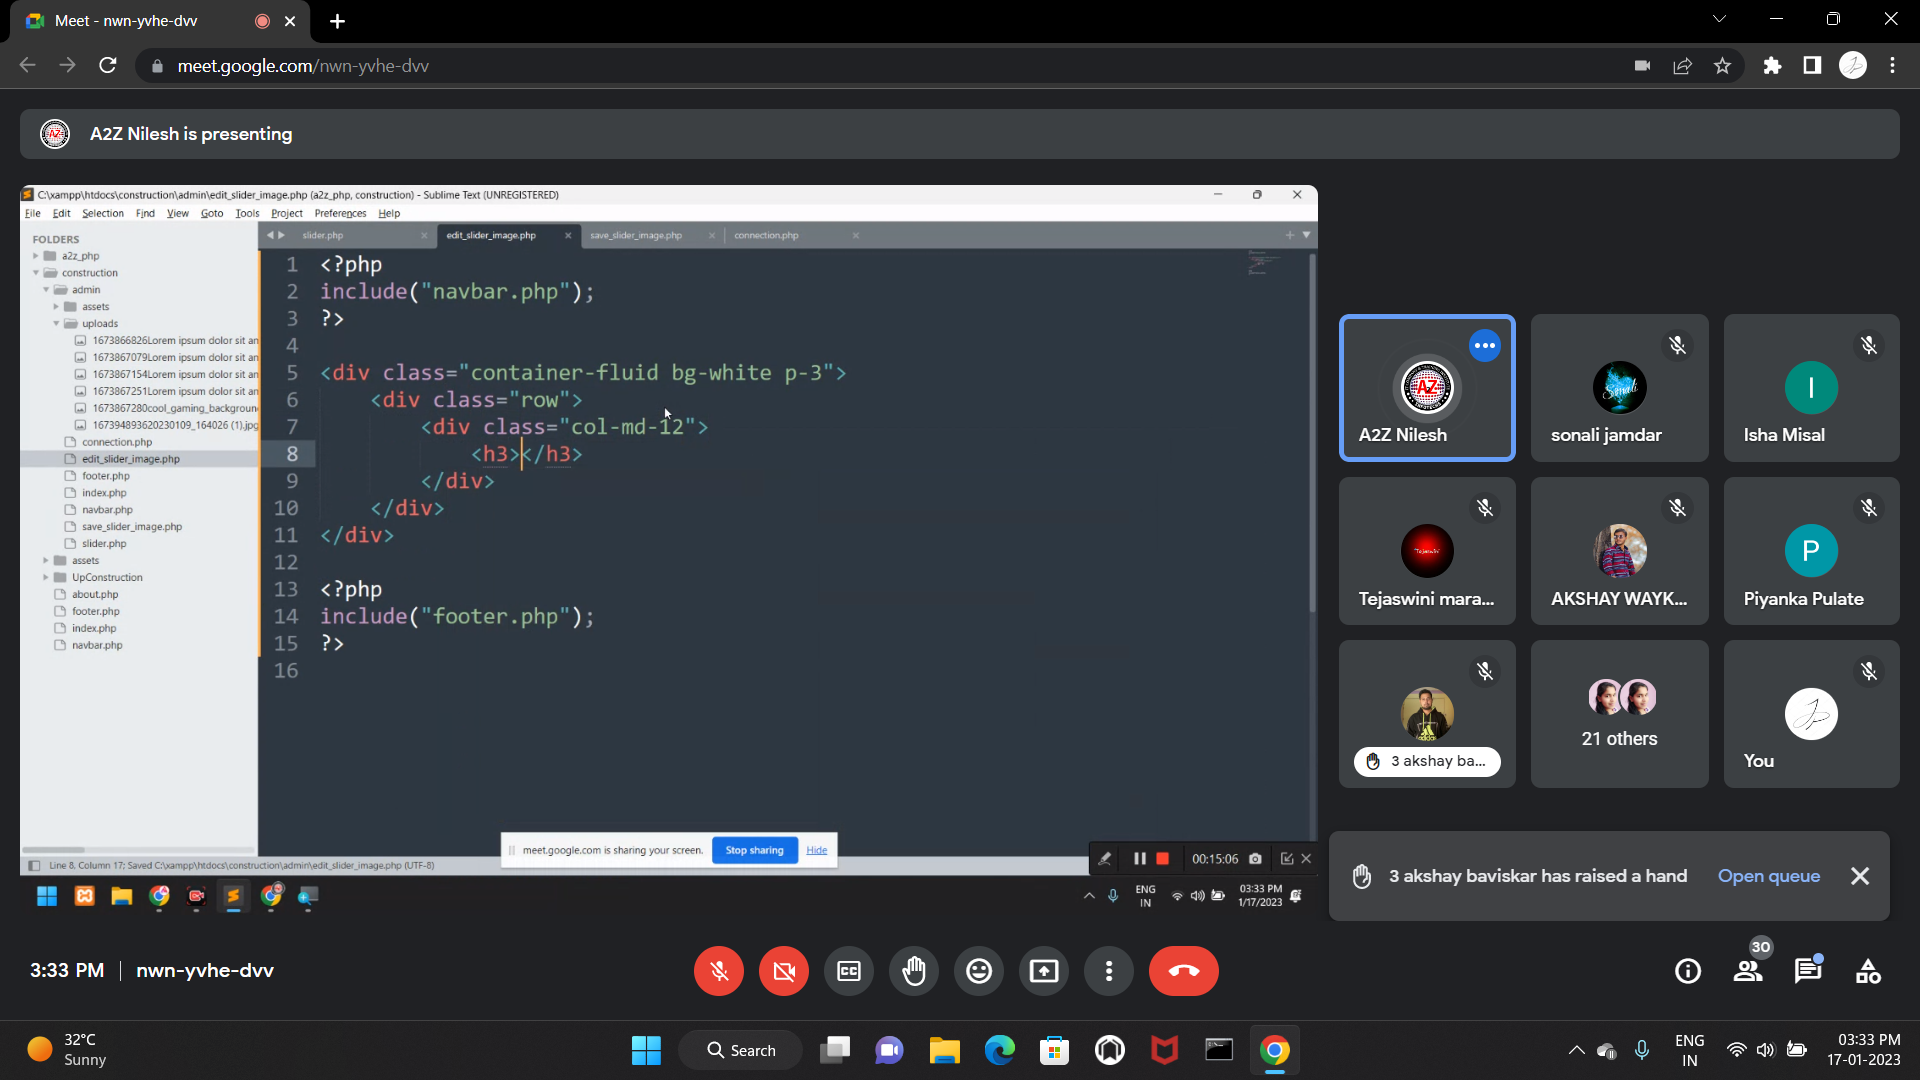 Meet - nwn-yvhe-dvv
meet.google.com/nwn-yvhe-dvv
A2Z Nilesh is presenting
C:\xampp\htdocs\construction\admin\edit_slider_image.php (a2z_php, construction) - Sublime Text (UNREGISTERED)
File Edit Selection Find View Goto Tools Project Preferences Help
FOLDERS
a2z_php
construction
admin
assets
uploads
1673866826Lorem ipsum dolor sit an
1673867079Lorem ipsum dolor sit an
1673867154Lorem ipsum dolor sit an
1673867251Lorem ipsum dolor sit an
1673867280cool_gaming_backgroun
167394893620230109_164026 (1).jpg
connection.php
edit_slider_image.php
footer.php
index.php
navbar.php
save_slider_image.php
slider.php
assets
UpConstruction
about.php
footer.php
index.php
navbar.php
slider.php edit_slider_image.php save_slider_image.php connection.php
1 <?php
2 include("navbar.php");
3 ?>
4
5 <div class="container-fluid bg-white p-3">
6 <div class="row">
7 <div class="col-md-12">
8 <h3></h3>
9 </div>
10 </div>
11 </div>
12
13 <?php
14 include("footer.php");
15 ?>
16
Line 8, Column 17; Saved C:\xampp\htdocs\construction\admin\edit_slider_image.php (UTF-8)
meet.google.com is sharing your screen. Stop sharing Hide
00:15:06
ENG
IN
03:33 PM
1/17/2023
AZ
A2Z Nilesh
Sonali
sonali jamdar
I
Isha Misal
Tejaswini mara...
AKSHAY WAYK...
P
Piyanka Pulate
3 akshay ba...
21 others
You
3 akshay baviskar has raised a hand Open queue
3:33 PM | nwn-yvhe-dvv
30
32°C
Sunny
Search
ENG
IN
03:33 PM
17-01-2023